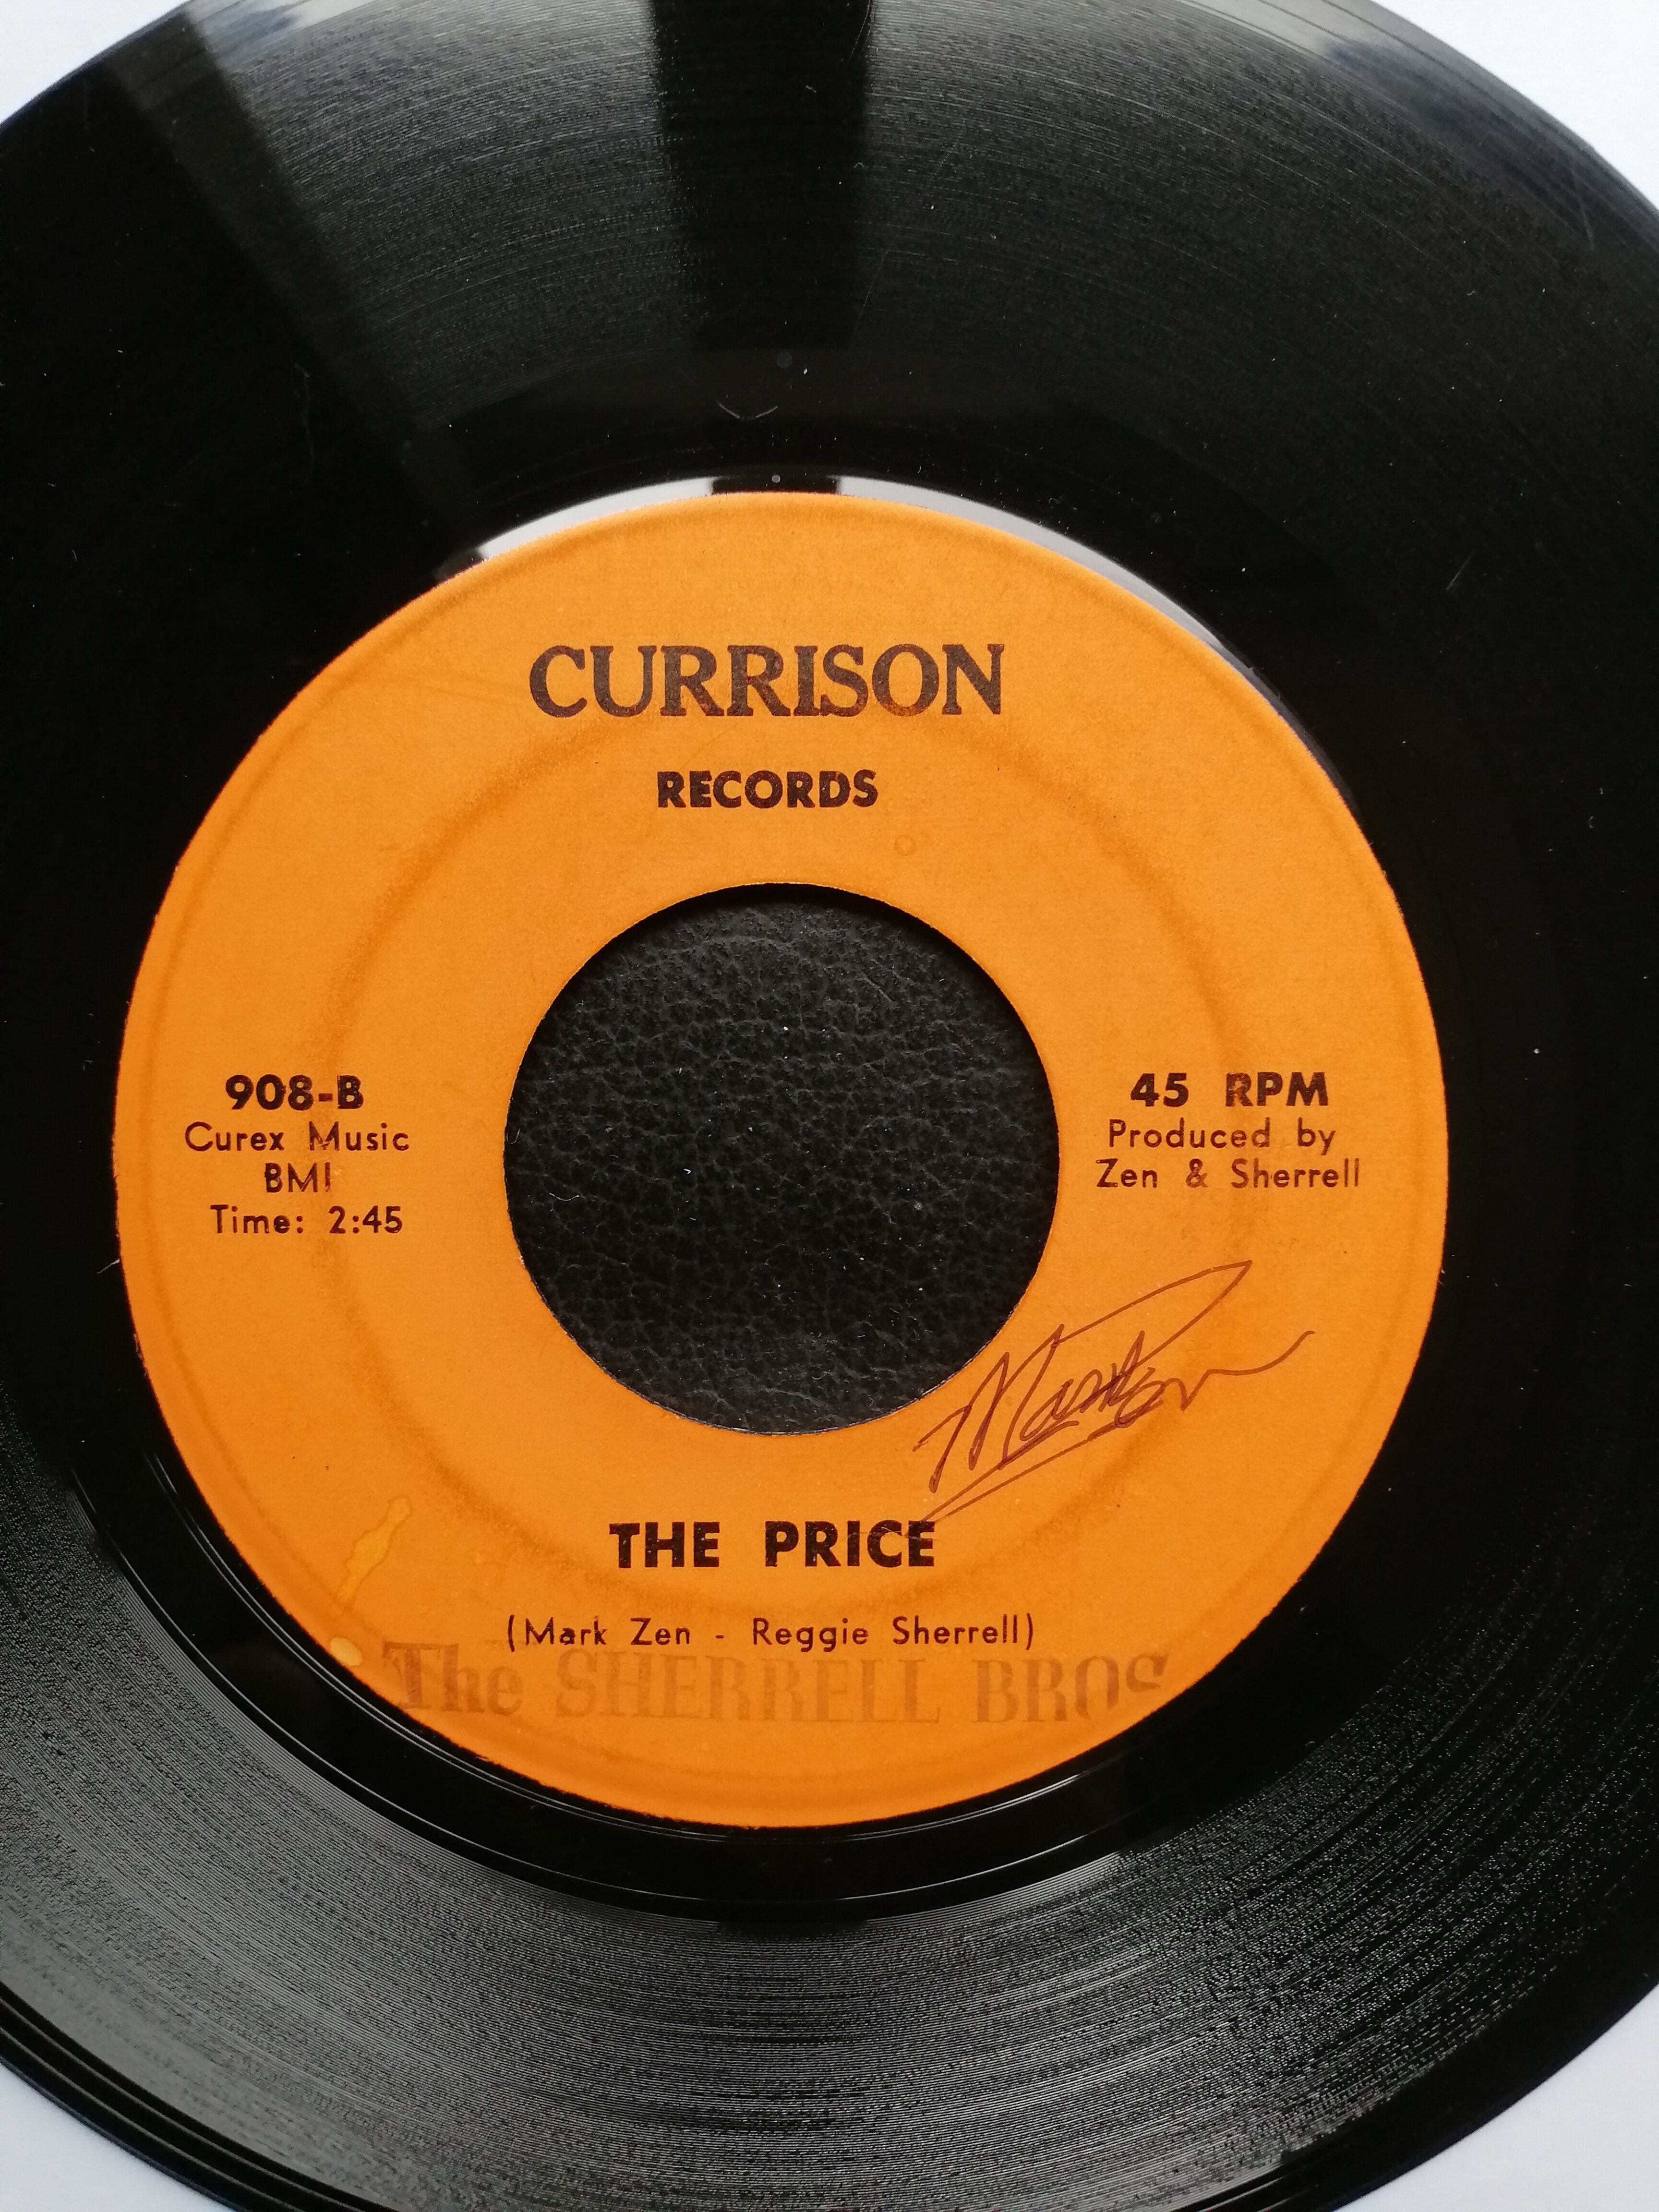 CURRISON
RECORDS
908-B
Curex Music
BMI
Time: 2:45
45 RPM
Produced by
Zen & Sherrell
THE PRICE
(Mark Zen - Reggie Sherrell)
The SHERRELL BROS